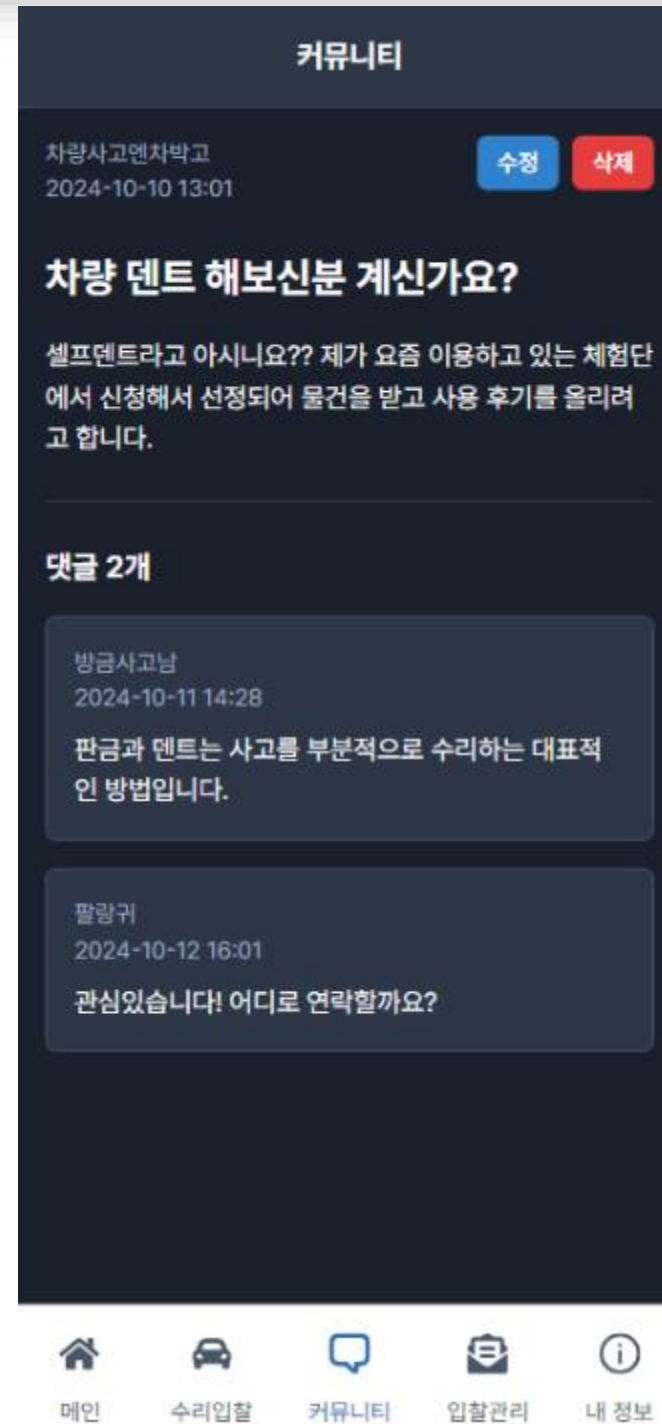 커뮤니티
차량사고엔차박고
2024-10-10 13:01
수정 삭제
차량 덴트 해보신분 계신가요?
셀프덴트라고 아시니요?? 제가 요즘 이용하고 있는 체험단
에서 신청해서 선정되어 물건을 받고 사용 후기를 올리려
고 합니다.
댓글 2개
방금사고남
2024-10-11 14:28
판금과 덴트는 사고를 부분적으로 수리하는 대표적
인 방법입니다.
팔랑귀
2024-10-12 16:01
관심있습니다! 어디로 연락할까요?
메인 수리입찰 커뮤니티 입찰관리 내 정보